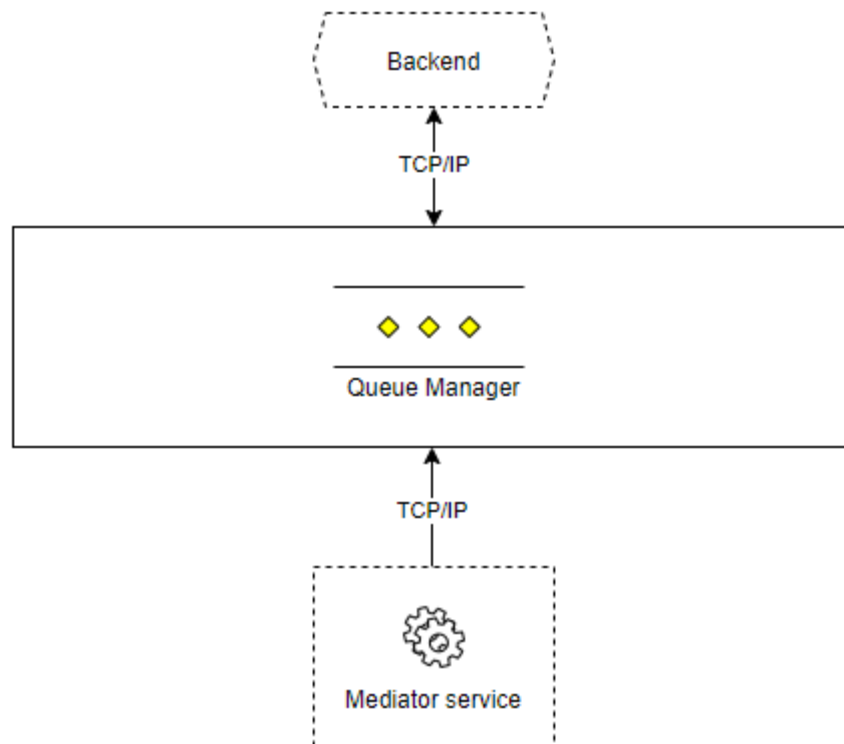 Backend
TCP/IP
Queue Manager
TCP/IP
Mediator service